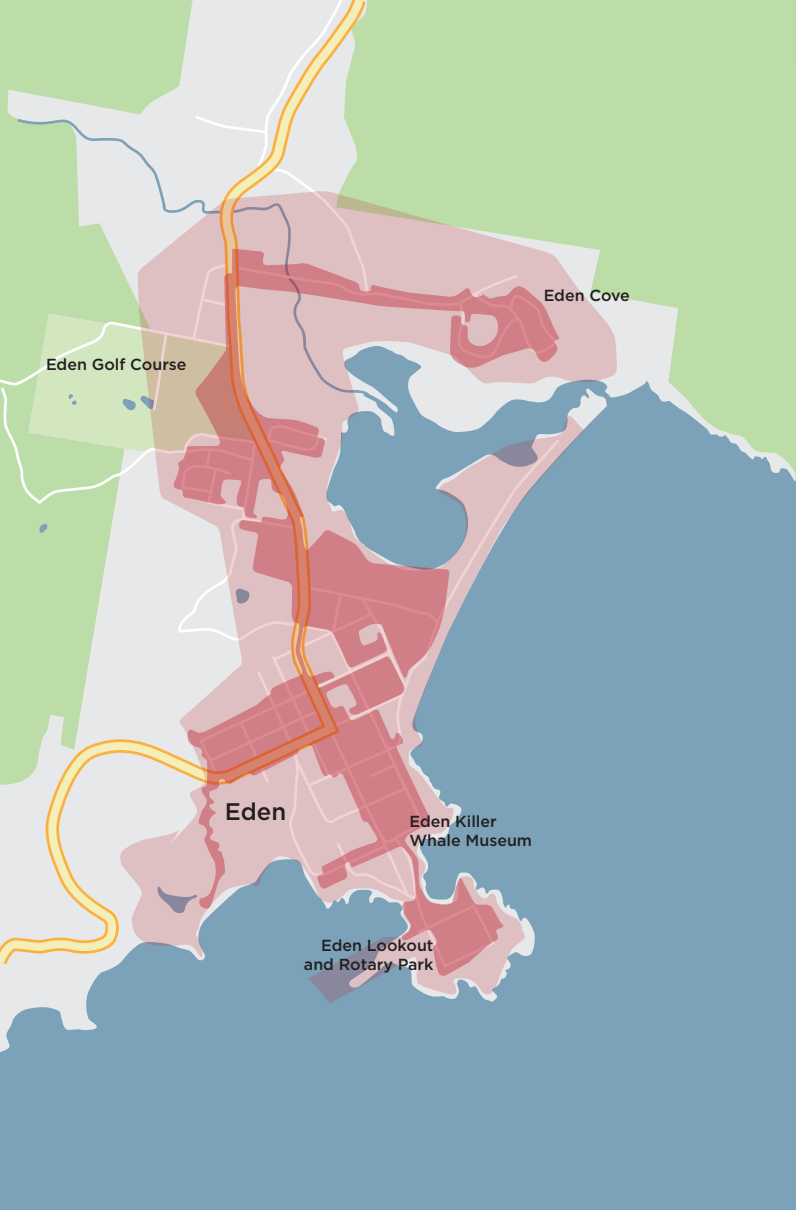 Eden Cove
Eden Golf Course
Eden
Eden Killer
Whale Museum
Eden Lookout
and Rotary Park